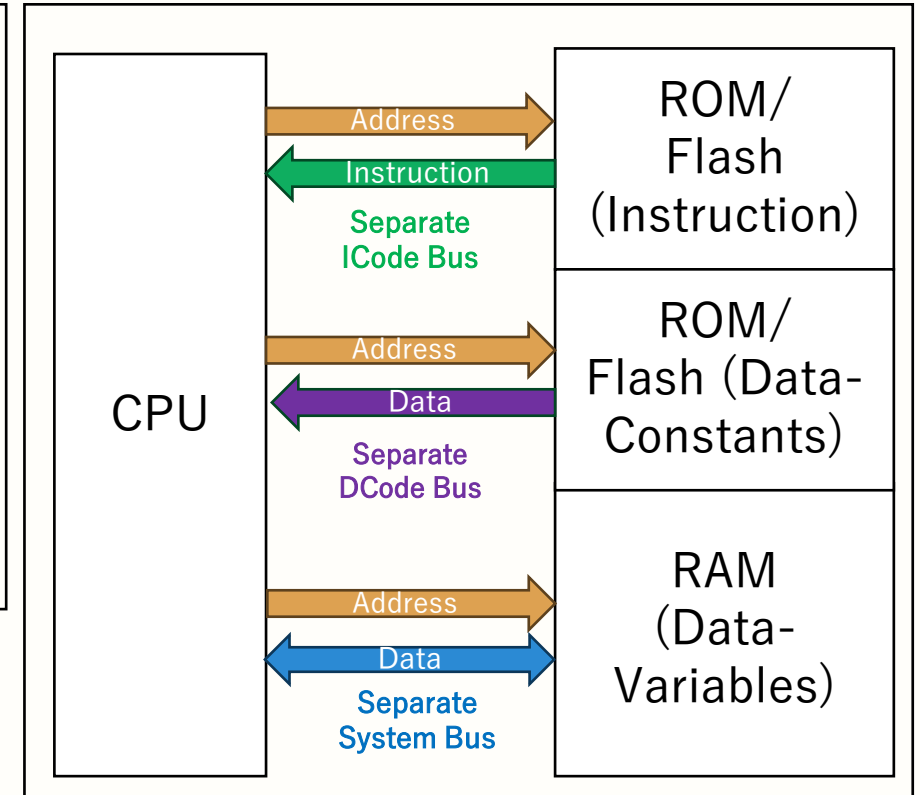 CPU
Address
Instruction
Separate
ICode Bus
ROM/
Flash
(Instruction)
Address
Data
Separate
DCode Bus
ROM/
Flash (Data-
Constants)
Address
Data
Separate
System Bus
RAM
(Data-
Variables)